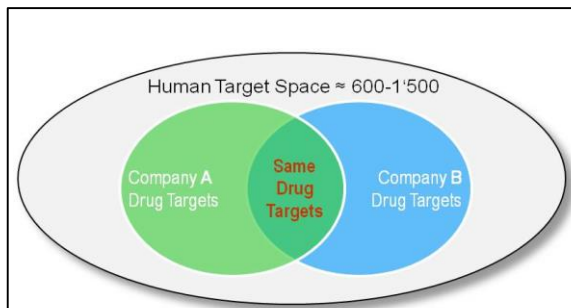 Human Target Space ≈ 600-1‘500
Company A
Drug Targets
Same
Drug
Targets
Company B
Drug Targets